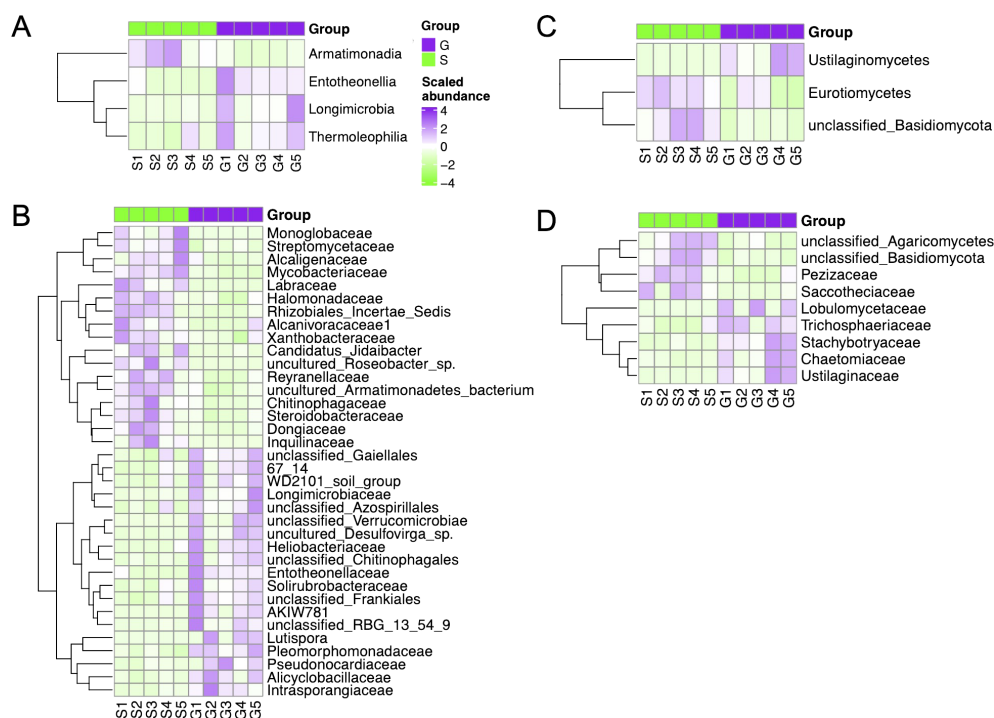 A
Group
Armatimonadia
Entotheonellia
Longimicrobia
Thermoleophilia
S1 S2 S3 S4 S5 G1 G2 G3 G4 G5
Group
G
S
Scaled
abundance
4
2
0
−2
−4
B
Group
Monoglobaceae
Streptomycetaceae
Alcaligenaceae
Mycobacteriaceae
Labraceae
Halomonadaceae
Rhizobiales_Incertae_Sedis
Alcanivoracaceae1
Xanthobacteraceae
Candidatus_Jidaibacter
uncultured_Roseobacter_sp.
Reyranellaceae
uncultured_Armatimonadetes_bacterium
Chitinophagaceae
Steroidobacteraceae
Dongiaceae
Inquilinaceae
unclassified_Gaiellales
67_14
WD2101_soil_group
Longimicrobiaceae
unclassified_Azospirillales
unclassified_Verrucomicrobiae
uncultured_Desulfovirga_sp.
Heliobacteriaceae
unclassified_Chitinophagales
Entotheonellaceae
Solirubrobacteraceae
unclassified_Frankiales
AKIW781
unclassified_RBG_13_54_9
Lutispora
Pleomorphomonadaceae
Pseudonocardiaceae
Alicyclobacillaceae
Intrasporangiaceae
S1 S2 S3 S4 S5 G1 G2 G3 G4 G5
C
Group
Ustilaginomycetes
Eurotiomycetes
unclassified_Basidiomycota
S1 S2 S3 S4 S5 G1 G2 G3 G4 G5
D
Group
unclassified_Agaricomycetes
unclassified_Basidiomycota
Pezizaceae
Saccotheciaceae
Lobulomycetaceae
Trichosphaeriaceae
Stachybotryaceae
Chaetomiaceae
Ustilaginaceae
S1 S2 S3 S4 S5 G1 G2 G3 G4 G5